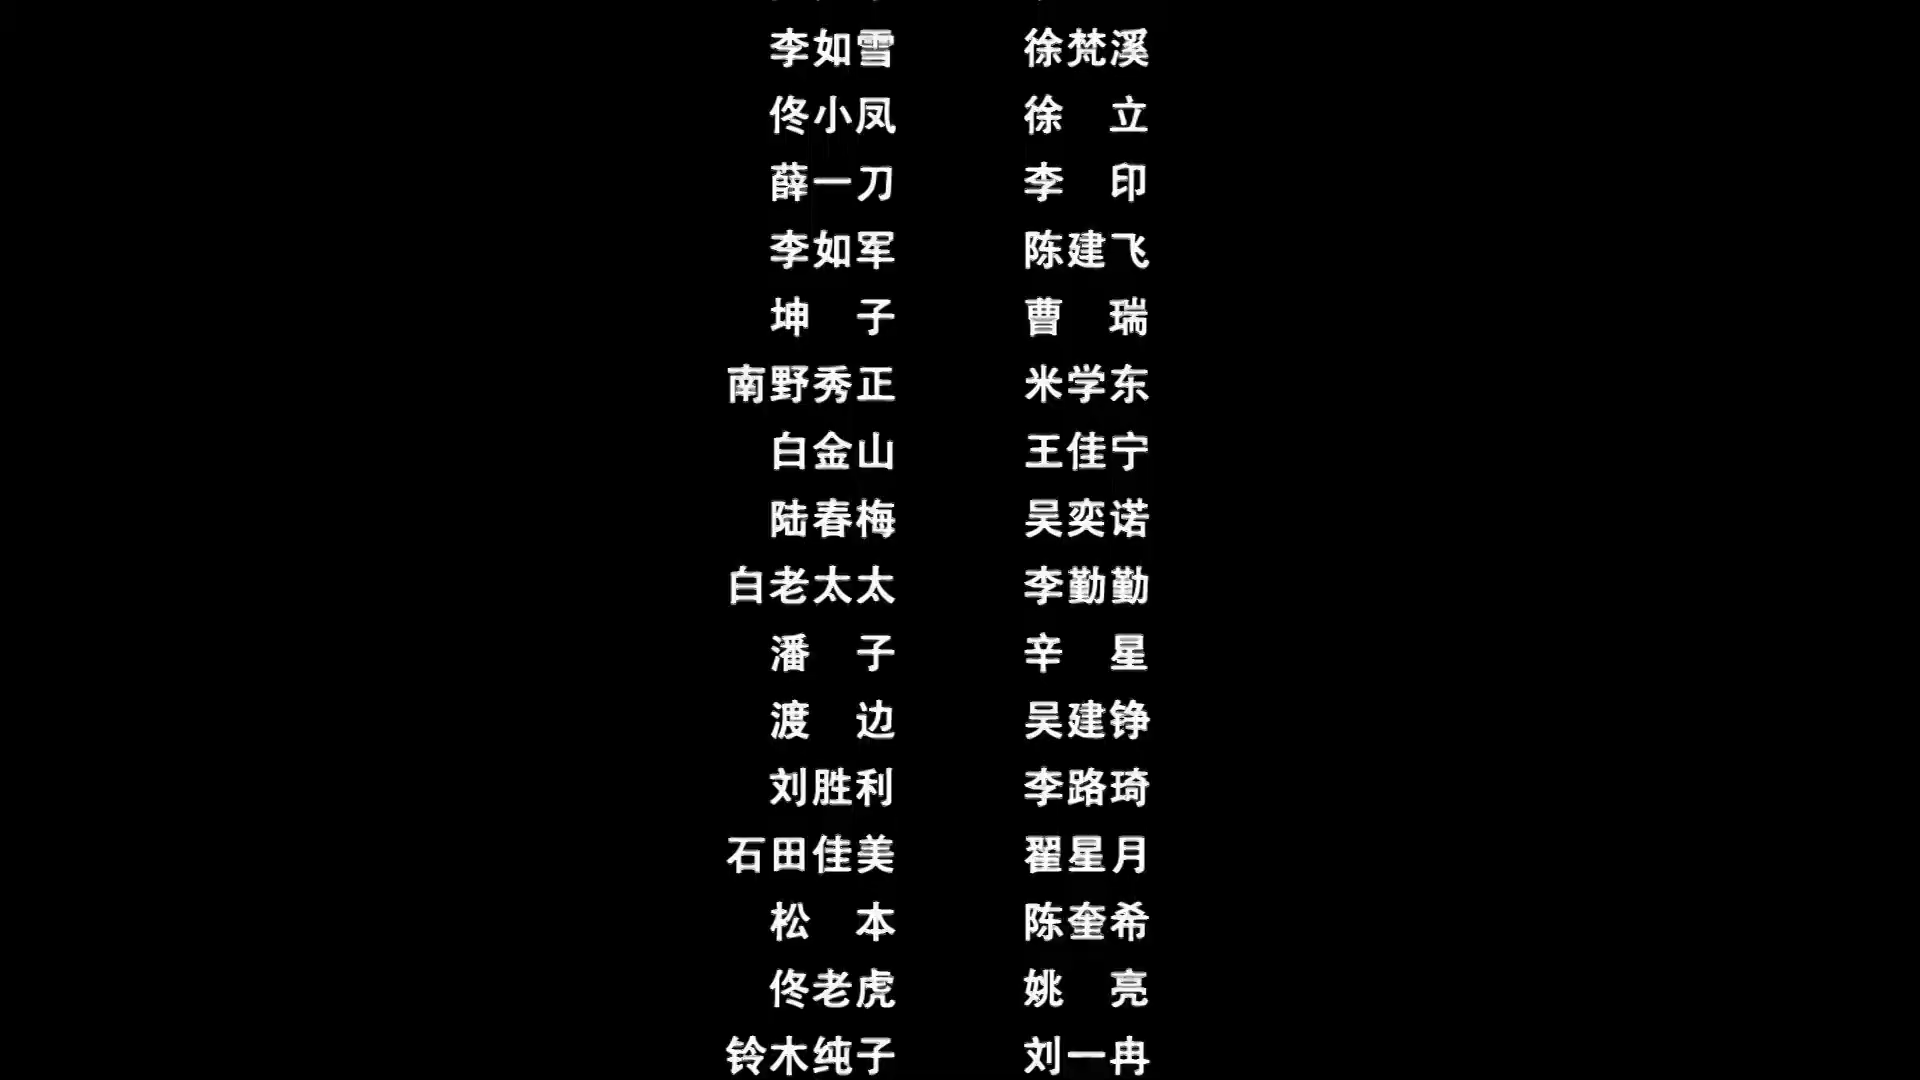 李如雪 徐梵溪
佟小凤 徐立
薛一刀 李印
李如军 陈建飞
坤子 曹瑞
南野秀正 米学东
白金山 王佳宁
陆春梅 吴奕诺
白老太太 李勤勤
潘子 辛星
渡边 吴建铮
刘胜利 李路琦
石田佳美 翟星月
松本 陈奎希
佟老虎 姚亮
铃木纯子 刘一冉